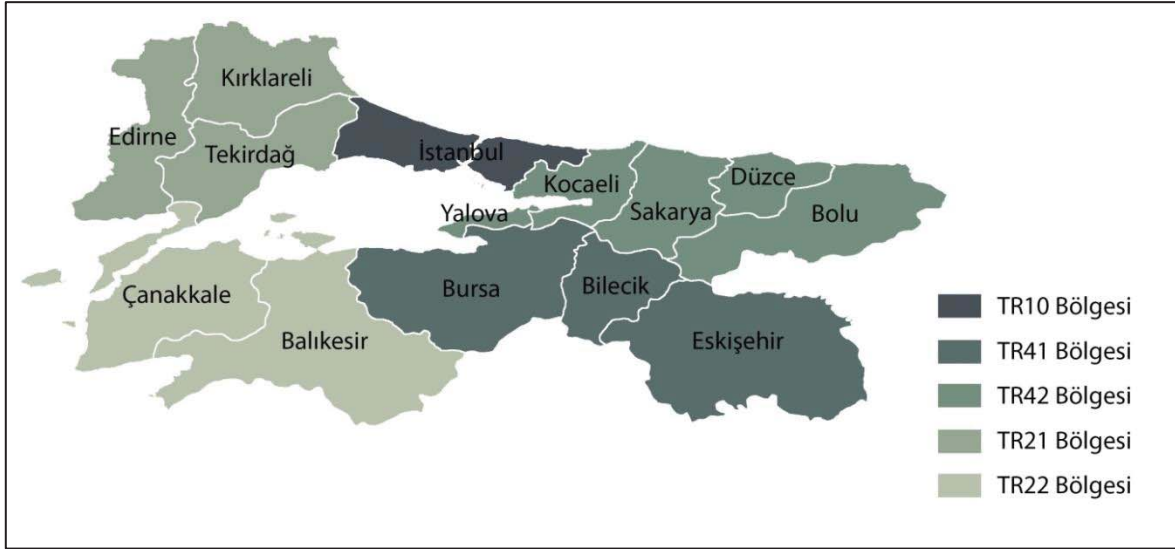 Kırklareli
Edirne
Tekirdağ
İstanbul
Kocaeli
Düzce
Yalova
Sakarya
Bolu
Çanakkale
Bursa
Bilecik
Balıkesir
Eskişehir
TR10 Bölgesi
TR41 Bölgesi
TR42 Bölgesi
TR21 Bölgesi
TR22 Bölgesi